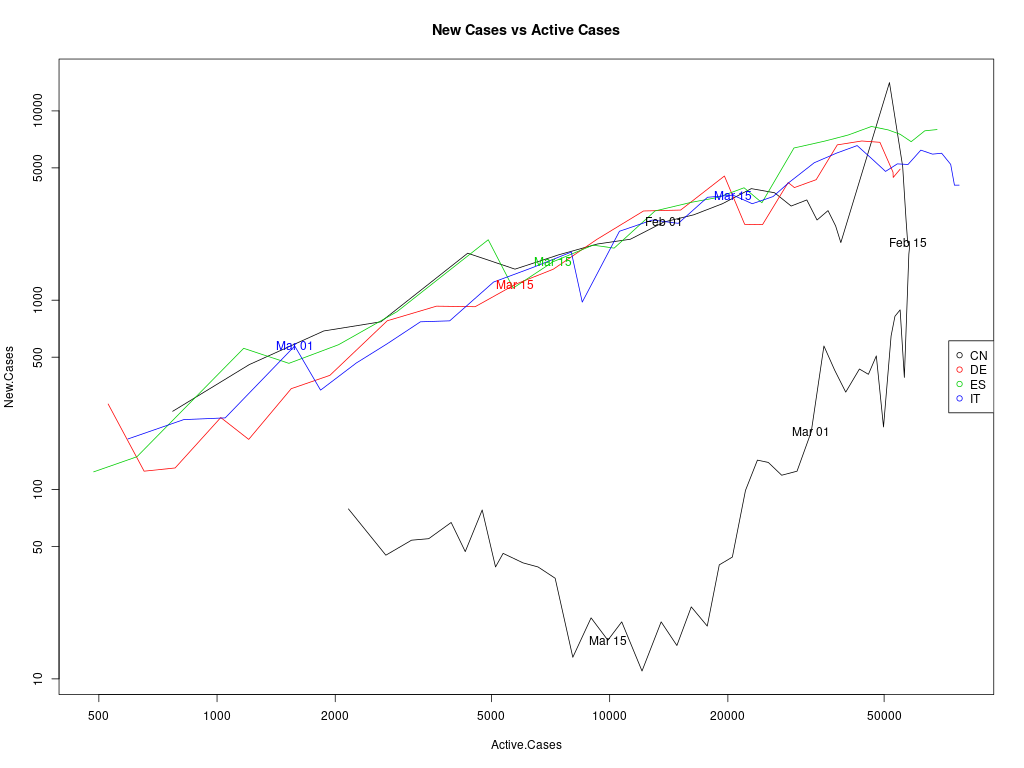 New Cases vs Active Cases
New.Cases
10000
5000
1000
500
100
50
10
Mar 15
Feb 01
Feb 15
Mar 15
Mar 15
Mar 01
Mar 01
Mar 15
CN
DE
ES
IT
500
1000
2000
5000
10000
20000
50000
Active.Cases